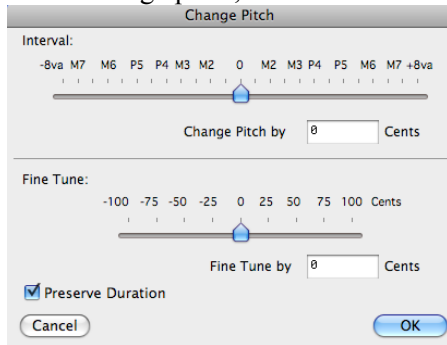 Change Pitch
Interval:
-8va M7 M6 P5 P4 M3 M2 0 M2 M3 P4 P5 M6 M7 +8va
Change Pitch by 0 Cents
Fine Tune:
-100 -75 -50 -25 0 25 50 75 100 Cents
Fine Tune by 0 Cents
Preserve Duration
Cancel OK